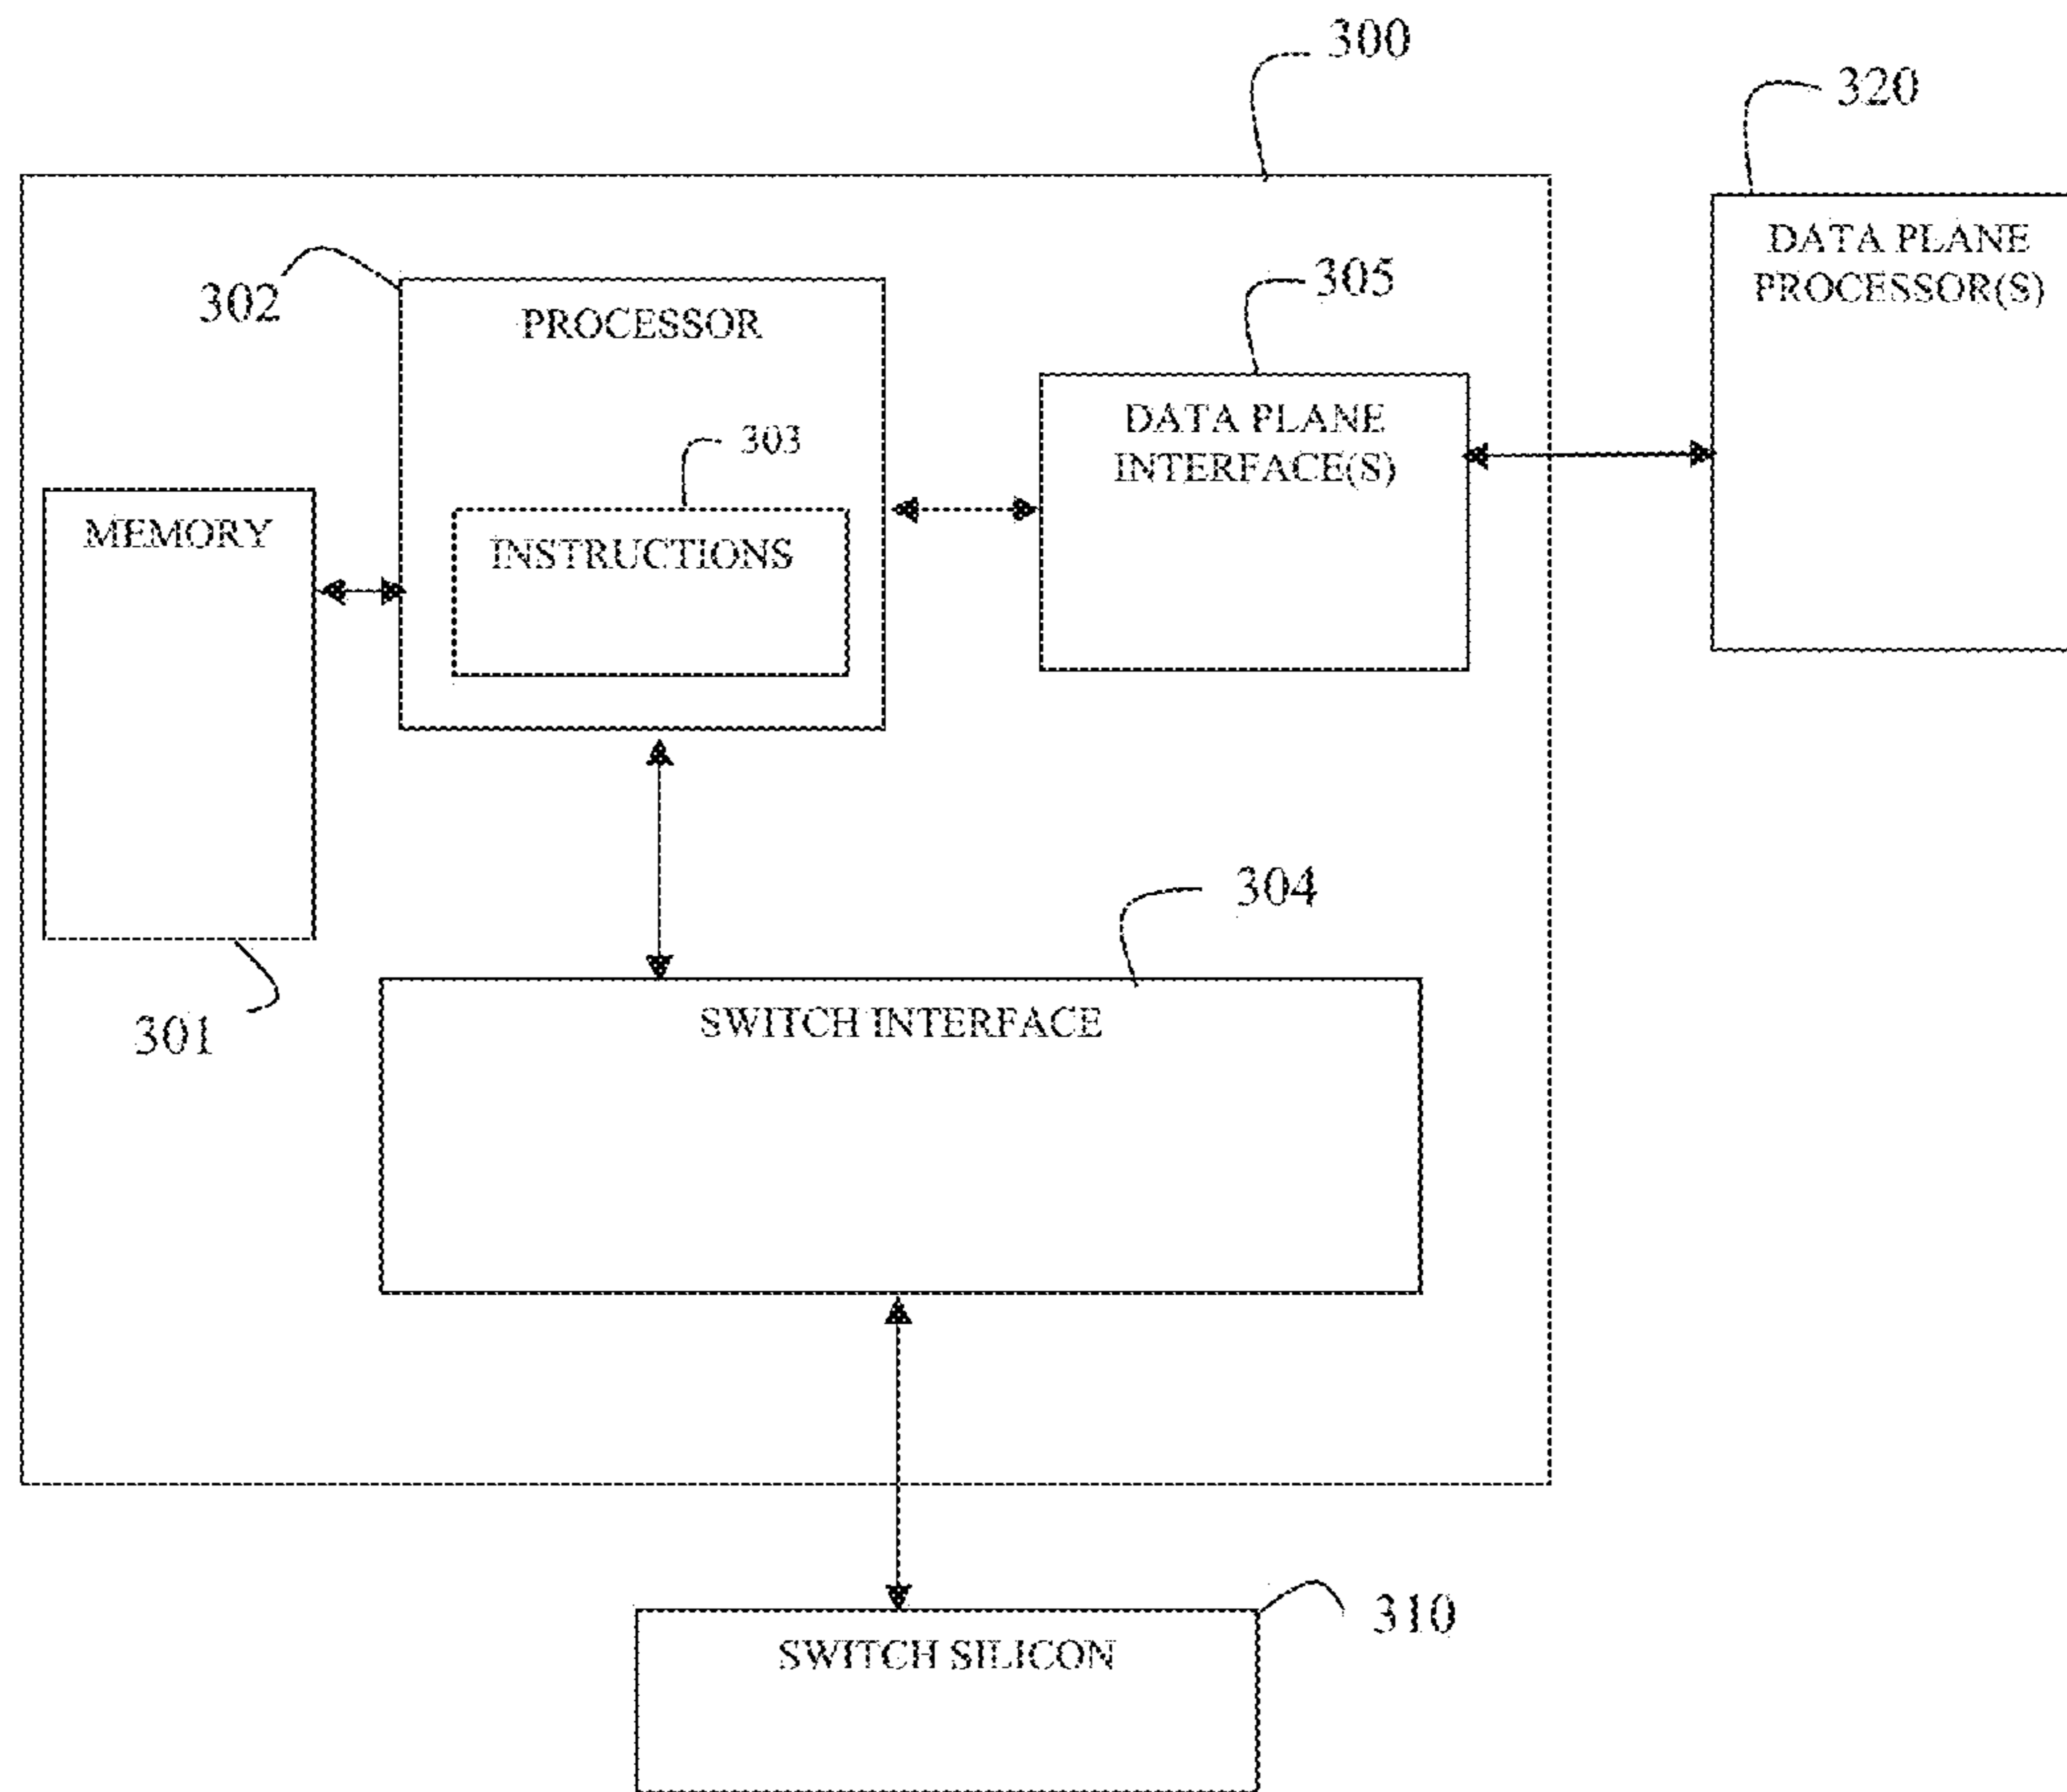 300
320
DATA PLANE
PROCESSOR(S)
302
PROCESSOR
305
DATA PLANE
INTERFACE(S)
303
INSTRUCTIONS
MEMORY
304
301
SWITCH INTERFACE
310
SWITCH SILICON